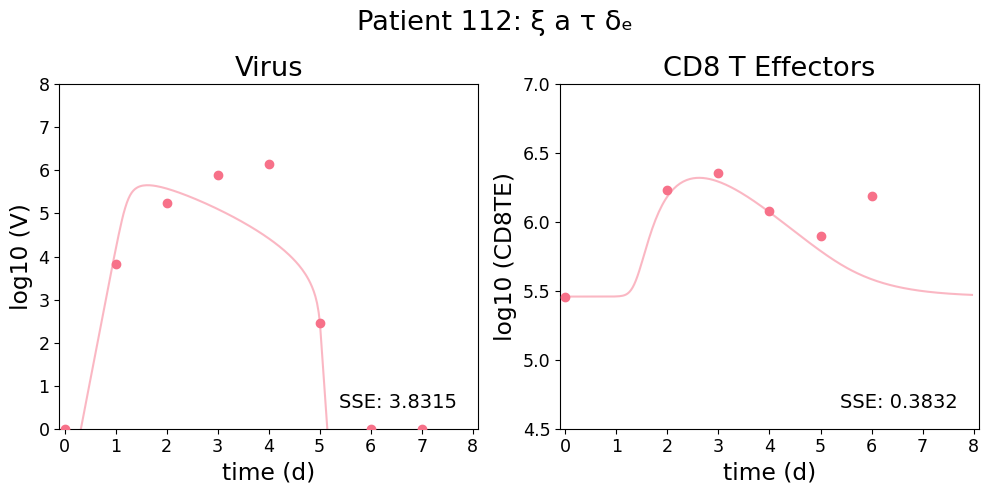 Patient 112: ξ a τ δₑ
Virus
CD8 T Effectors
log10 (V)
8
7
6
5
4
3
2
1
0
SSE: 3.8315
0 1 2 3 4 5 6 7 8
time (d)
log10 (CD8TE)
7.0
6.5
6.0
5.5
5.0
4.5
SSE: 0.3832
0 1 2 3 4 5 6 7 8
time (d)